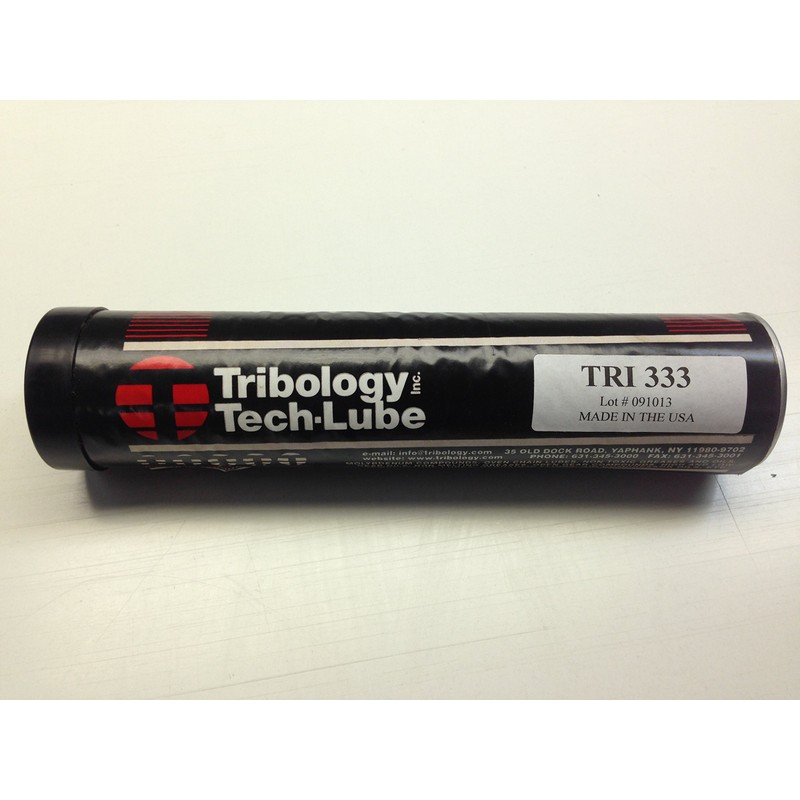 Tribology Inc.
Tech-Lube
TRI 333
Lot # 091013
MADE IN THE USA
e-mail: info@tribology.com 35 OLD DOCK ROAD, YAPHANK, NY 11980-9702
website: www.tribology.com PHONE: 631-345-3000 FAX: 631-345-3001